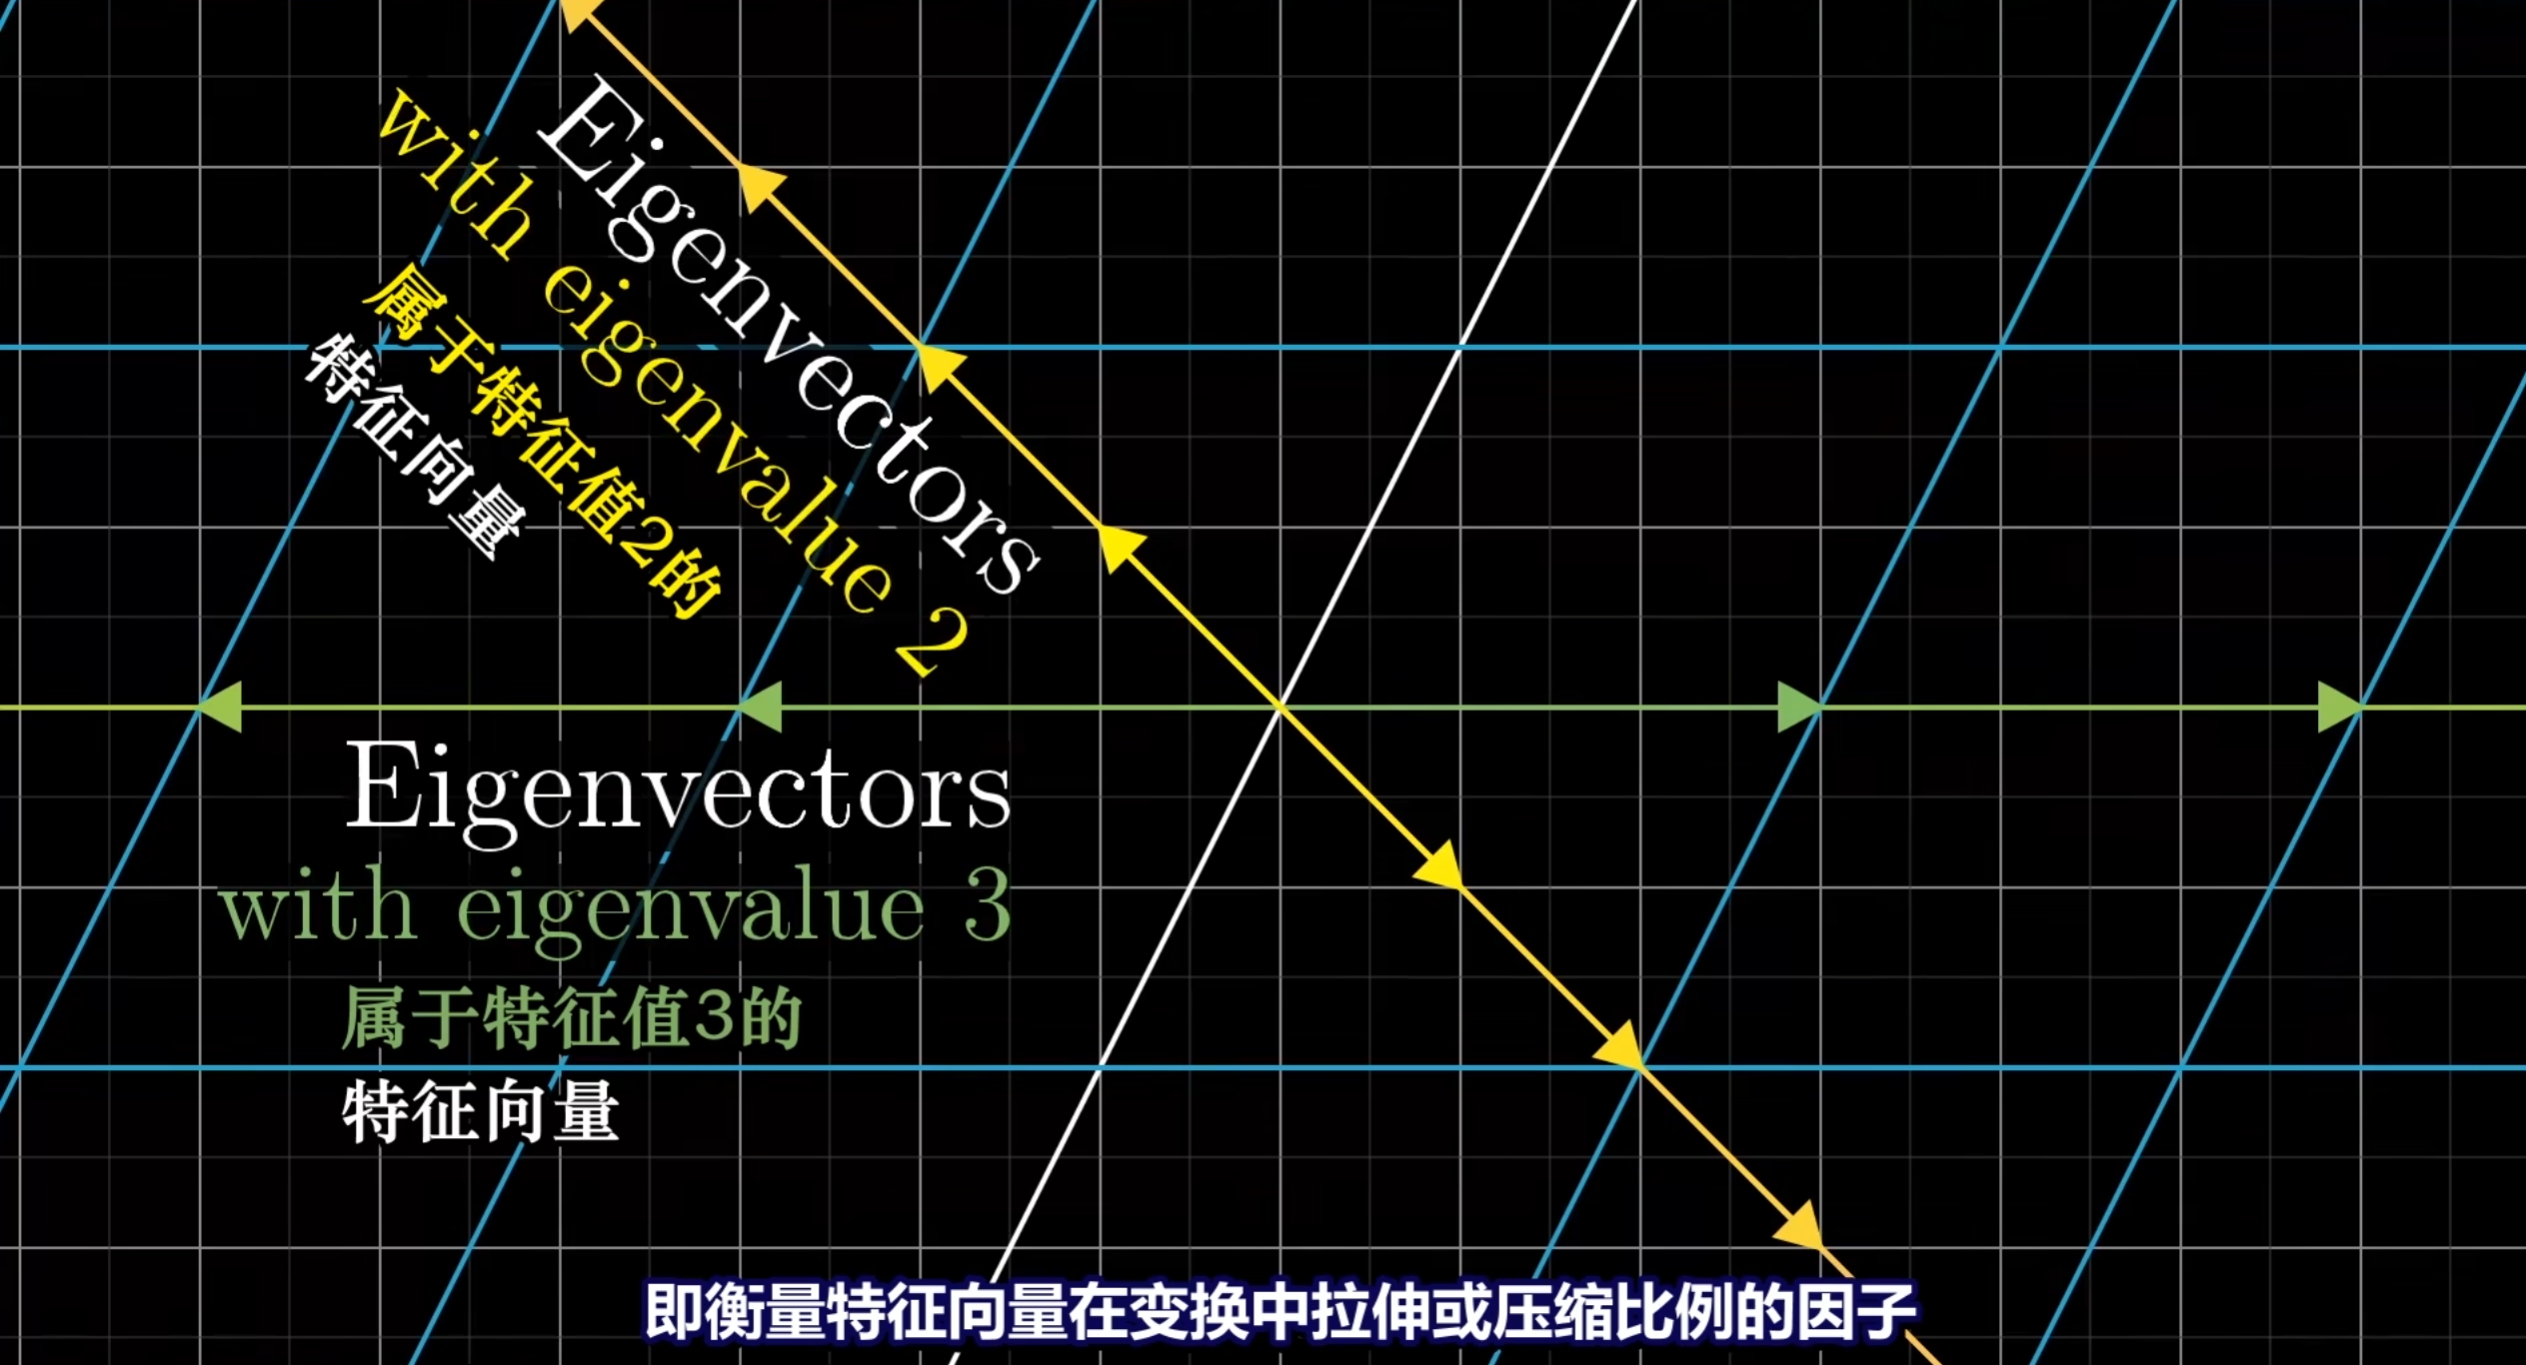 Eigenvectors
with eigenvalue 2
属于特征值2的
特征向量
Eigenvectors
with eigenvalue 3
属于特征值3的
特征向量
即衡量特征向量在变换中拉伸或压缩比例的因子